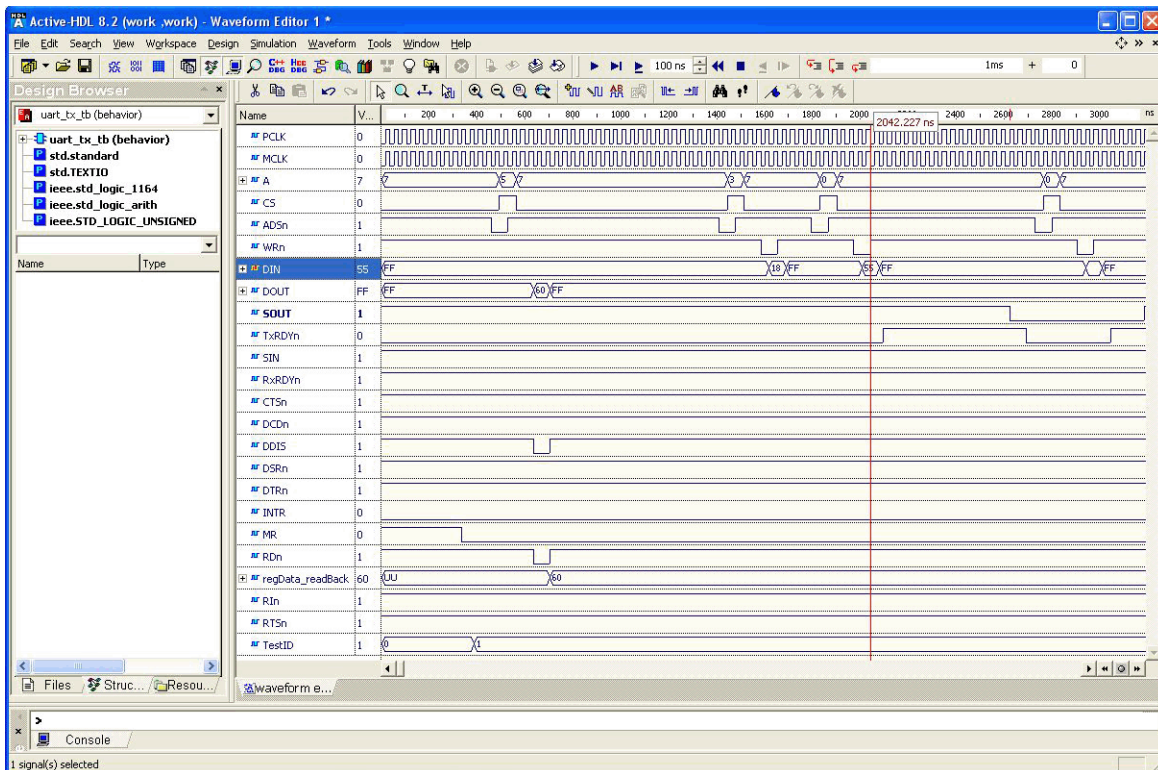 Active-HDL 8.2 (work ,work) - Waveform Editor 1 *
File Edit Search View Workspace Design Simulation Waveform Tools Window Help
100 ns 1ms + 0
Design Browser
uart_tx_tb (behavior)
uart_tx_tb (behavior)
std.standard
std.TEXTIO
ieee.std_logic_1164
ieee.std_logic_arith
ieee.STD_LOGIC_UNSIGNED
Name Type
Files Struc... Resou...
Name V... 200 400 600 800 1000 1200 1400 1600 1800 2000 2400 2600 2800 3000 ns
2042.227 ns
PCLK 0
MCLK 0
A 7 7 5 7 3 7 0 7 0 7
CS 0
ADSn 1
WRn 1
DIN 55 FF 18 FF 55 FF FF
DOUT FF FF 60 FF
SOUT 1
TxRDYn 0
SIN 1
RxRDYn 1
CTSn 1
DCDn 1
DDIS 1
DSRn 1
DTRn 1
INTR 0
MR 0
RDn 1
regData_readBack 60 UU 60
RIn 1
RTSn 1
TestID 1 0 1
waveform e...
>
Console
1 signal(s) selected